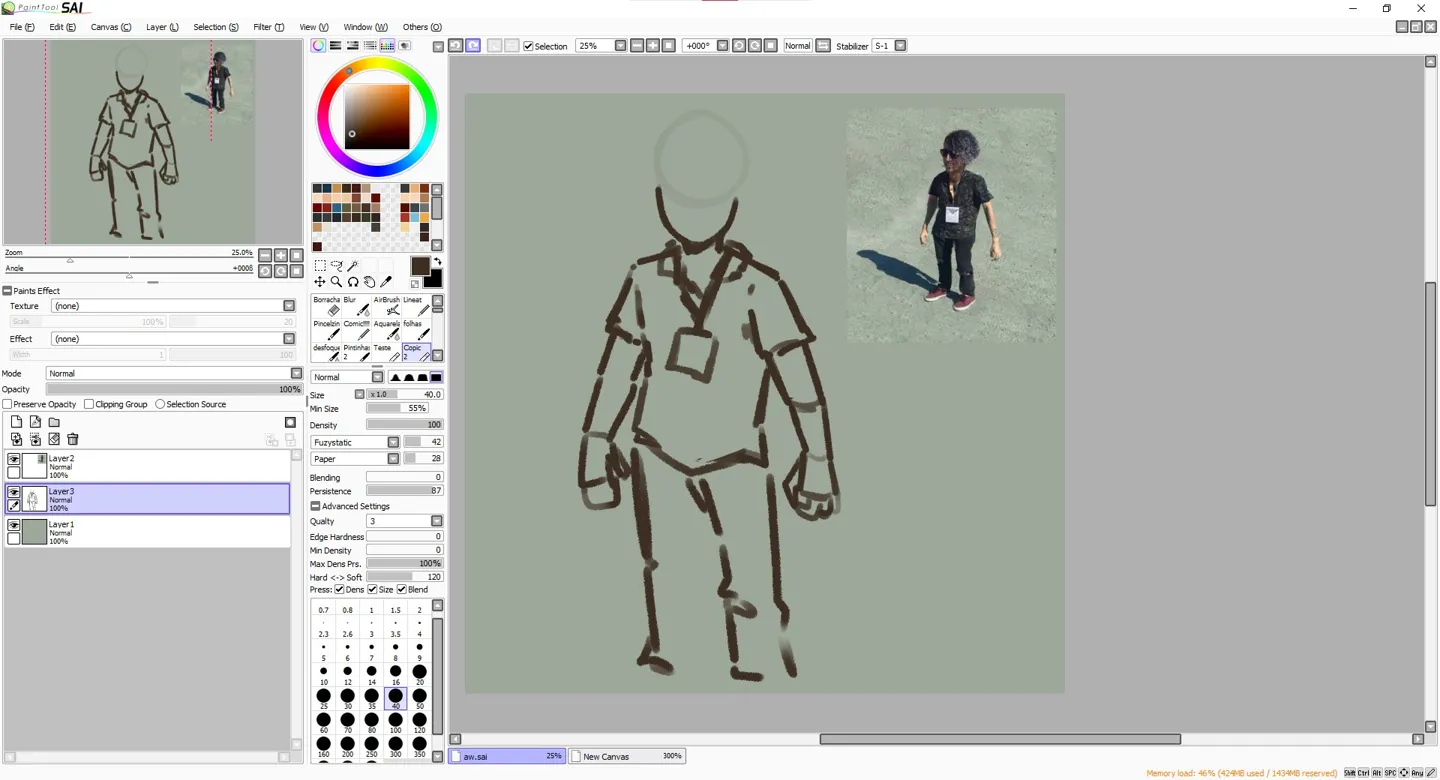 PaintTool SAI
File (F) Edit (E) Canvas (C) Layer (L) Selection (S) Filter (T) View (V) Window (W) Others (O)
Selection 25% +000° Normal Stabilizer S-1
Zoom 25.0%
Angle +000ß
Paints Effect
Texture (none)
Scale 100% 20
Effect (none)
Width 1 100
Mode Normal
Opacity 100%
Preserve Opacity Clipping Group Selection Source
Layer2
Normal
100%
Layer3
Normal
100%
Layer1
Normal
100%
Borracha Blur AirBrush Lineat
Pincelzin Comic!!!! Aquarela folhas
desfoque Pintinhas 2 Teste Copic 2
Normal
Size x 1.0 40.0
Min Size 55%
Density 100
Fuzystatic 42
Paper 28
Blending 0
Persistence 87
Advanced Settings
Qualty 3
Edge Hardness 0
Min Density 0
Max Dens Prs. 100%
Hard <-> Soft 120
Press: Dens Size Blend
0.7 0.8 1 1.5 2
2.3 2.6 3 3.5 4
5 6 7 8 9
10 12 14 16 20
25 30 35 40 50
60 70 80 100 120
160 200 250 300 350
aw.sai 25% New Canvas 300%
Memory load: 46% (424MB used / 1434MB reserved) Shift Ctrl Alt SPC Any